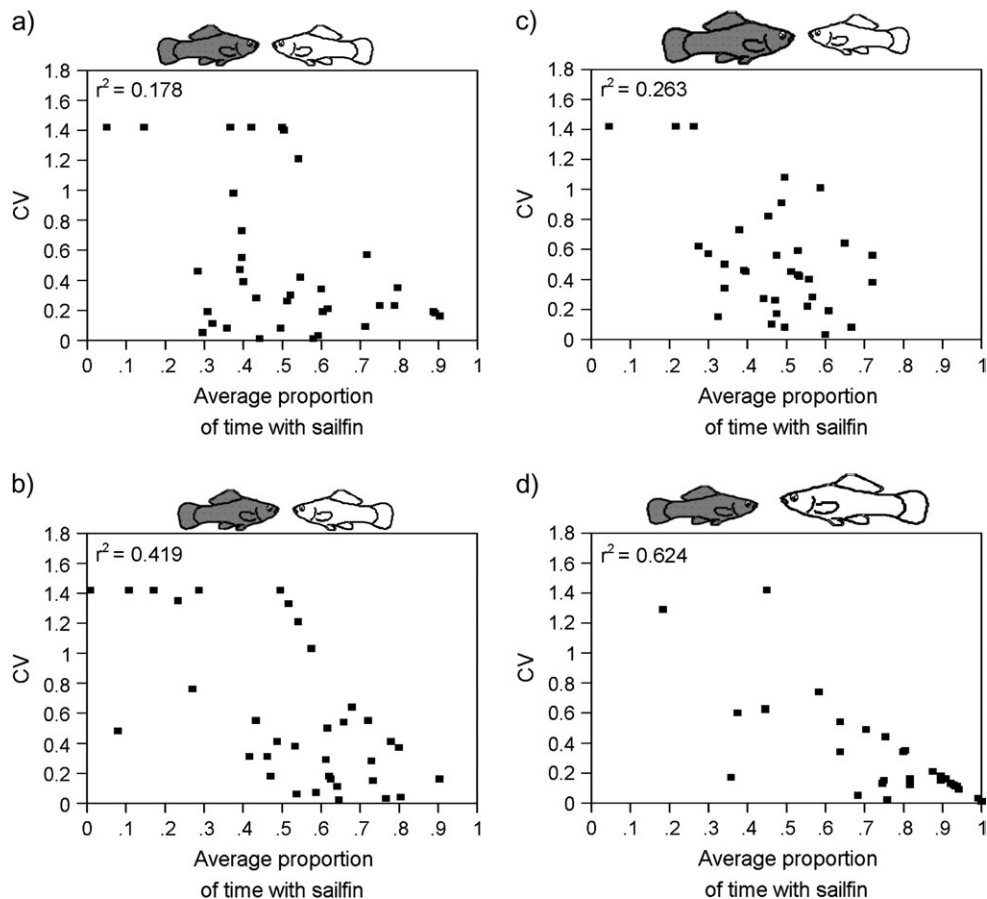 a)
r² = 0.178
1.8
1.6
1.4
1.2
1
0.8
0.6
0.4
0.2
0
CV
0 .1 .2 .3 .4 .5 .6 .7 .8 .9 1
Average proportion
of time with sailfin
c)
r² = 0.263
1.8
1.6
1.4
1.2
1
0.8
0.6
0.4
0.2
0
CV
0 .1 .2 .3 .4 .5 .6 .7 .8 .9 1
Average proportion
of time with sailfin
b)
r² = 0.419
1.8
1.6
1.4
1.2
1
0.8
0.6
0.4
0.2
0
CV
0 .1 .2 .3 .4 .5 .6 .7 .8 .9 1
Average proportion
of time with sailfin
d)
r² = 0.624
1.8
1.6
1.4
1.2
1
0.8
0.6
0.4
0.2
0
CV
0 .1 .2 .3 .4 .5 .6 .7 .8 .9 1
Average proportion
of time with sailfin